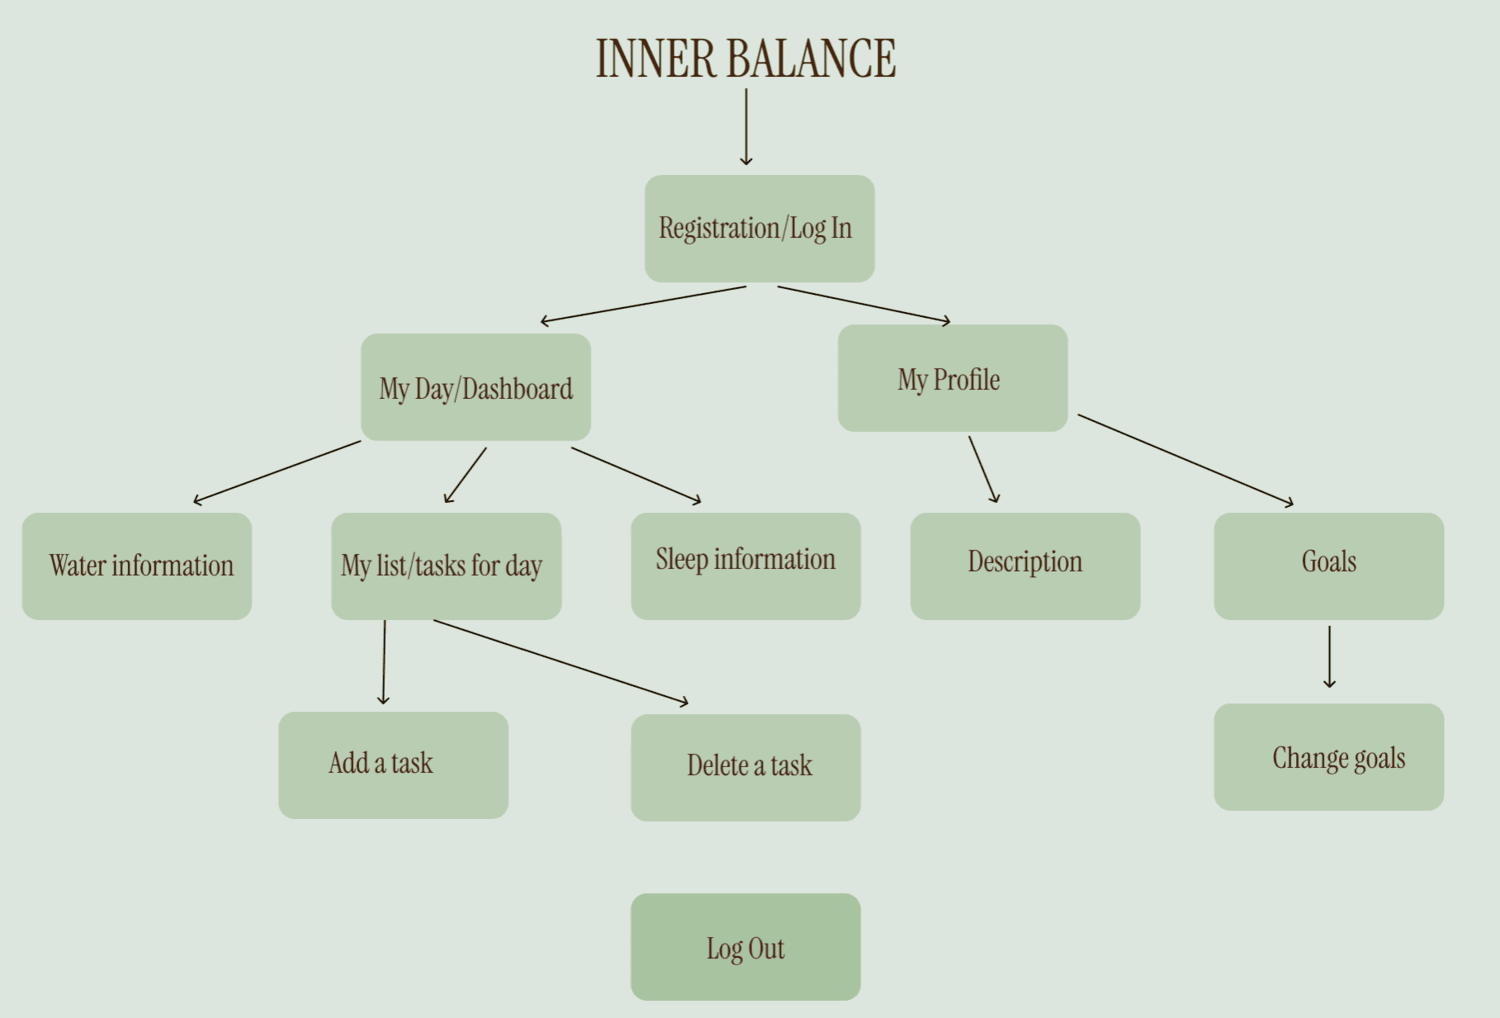 INNER BALANCE
Registration/Log In
My Day/Dashboard
My Profile
Water information
My list/tasks for day
Sleep information
Description
Goals
Add a task
Delete a task
Change goals
Log Out